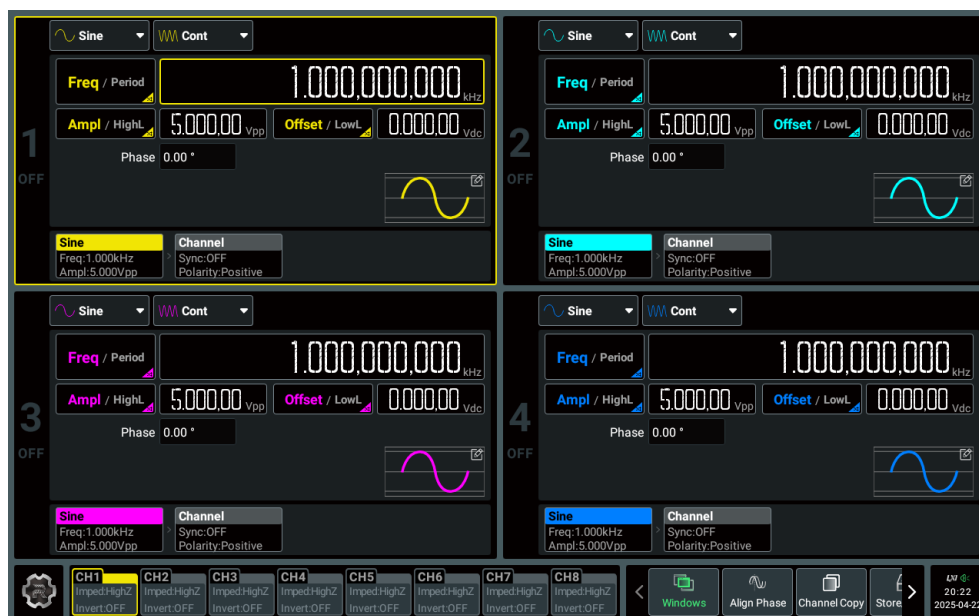 Sine Cont
Freq / Period 1.000,000,000 kHz
Ampl / HighL 5.000,00 Vpp Offset / LowL 0.000,00 Vdc
1
OFF
Phase 0.00 °
Sine Channel
Freq:1.000kHz Sync:OFF
Ampl:5.000Vpp Polarity:Positive
Sine Cont
Freq / Period 1.000,000,000 kHz
Ampl / HighL 5.000,00 Vpp Offset / LowL 0.000,00 Vdc
2
OFF
Phase 0.00 °
Sine Channel
Freq:1.000kHz Sync:OFF
Ampl:5.000Vpp Polarity:Positive
Sine Cont
Freq / Period 1.000,000,000 kHz
Ampl / HighL 5.000,00 Vpp Offset / LowL 0.000,00 Vdc
3
OFF
Phase 0.00 °
Sine Channel
Freq:1.000kHz Sync:OFF
Ampl:5.000Vpp Polarity:Positive
Sine Cont
Freq / Period 1.000,000,000 kHz
Ampl / HighL 5.000,00 Vpp Offset / LowL 0.000,00 Vdc
4
OFF
Phase 0.00 °
Sine Channel
Freq:1.000kHz Sync:OFF
Ampl:5.000Vpp Polarity:Positive
CH1 CH2 CH3 CH4 CH5 CH6 CH7 CH8
Imped:HighZ Imped:HighZ Imped:HighZ Imped:HighZ Imped:HighZ Imped:HighZ Imped:HighZ Imped:HighZ
Invert:OFF Invert:OFF Invert:OFF Invert:OFF Invert:OFF Invert:OFF Invert:OFF Invert:OFF
Windows Align Phase Channel Copy Store
20:22